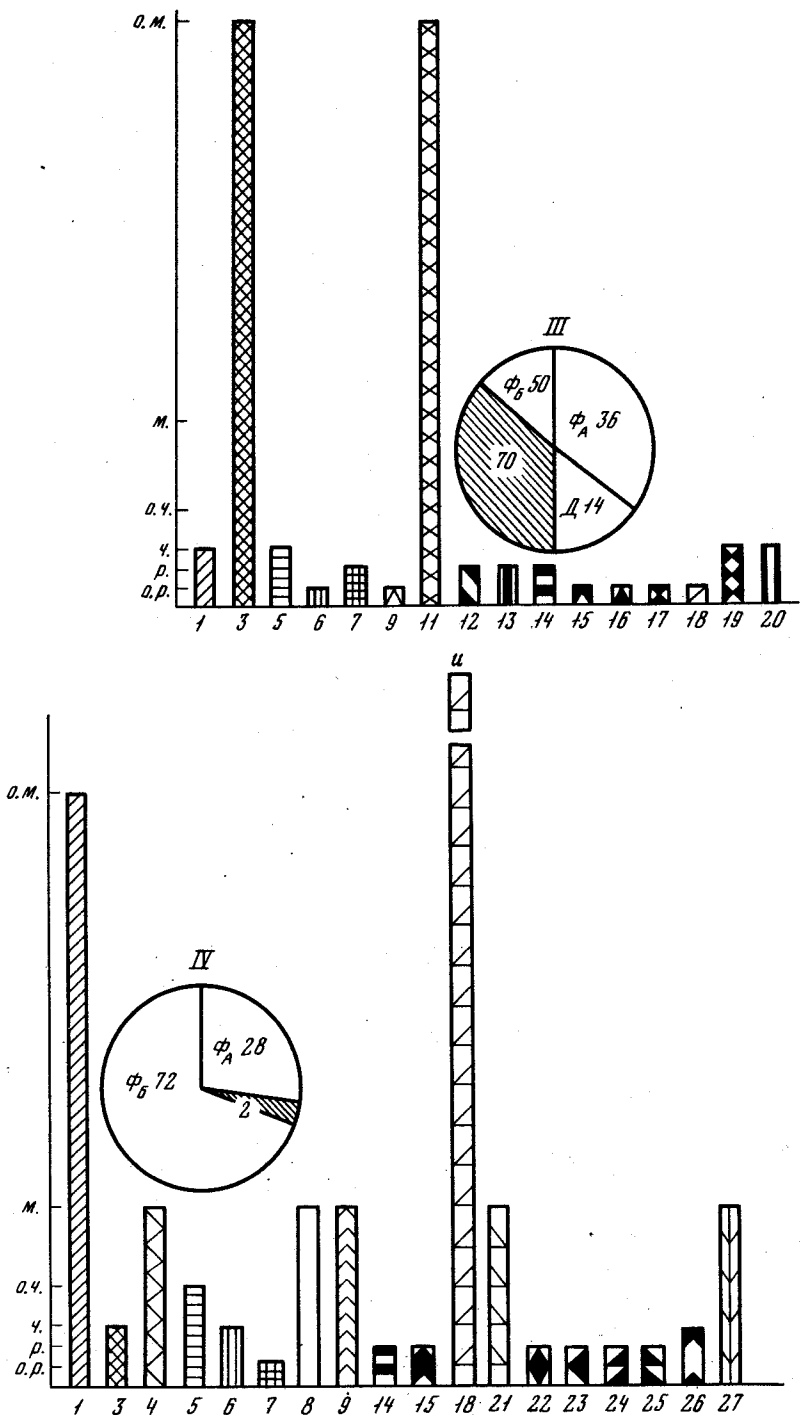 О.М.
III
Ф_Б 50
Ф_А 36
М.
70
О.Ч.
Д 14
Ч.
Р.
О.Р.
1 3 5 6 7 9 11 12 13 14 15 16 17 18 19 20
и
О.М.
IV
Ф_А 28
Ф_Б 72
2
М.
О.Ч.
Ч.
Р.
О.Р.
1 3 4 5 6 7 8 9 14 15 18 21 22 23 24 25 26 27